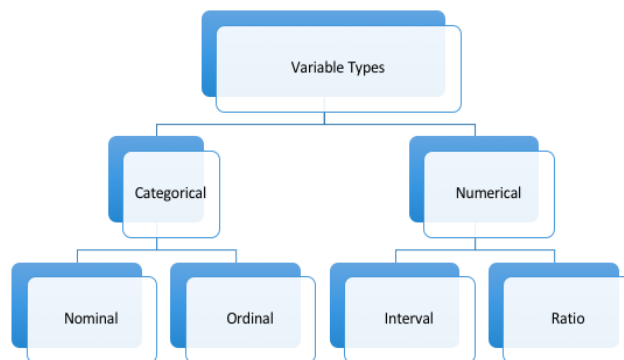 Variable Types
Categorical
Numerical
Nominal
Ordinal
Interval
Ratio